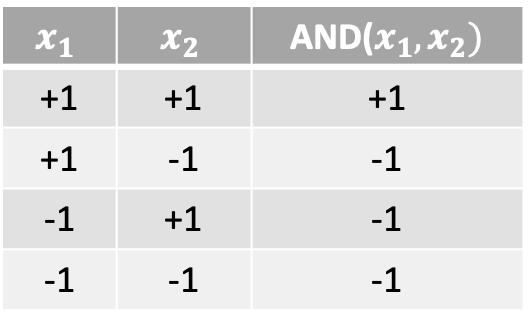 x₁ x₂ AND(x₁, x₂)
+1 +1 +1
+1 -1 -1
-1 +1 -1
-1 -1 -1